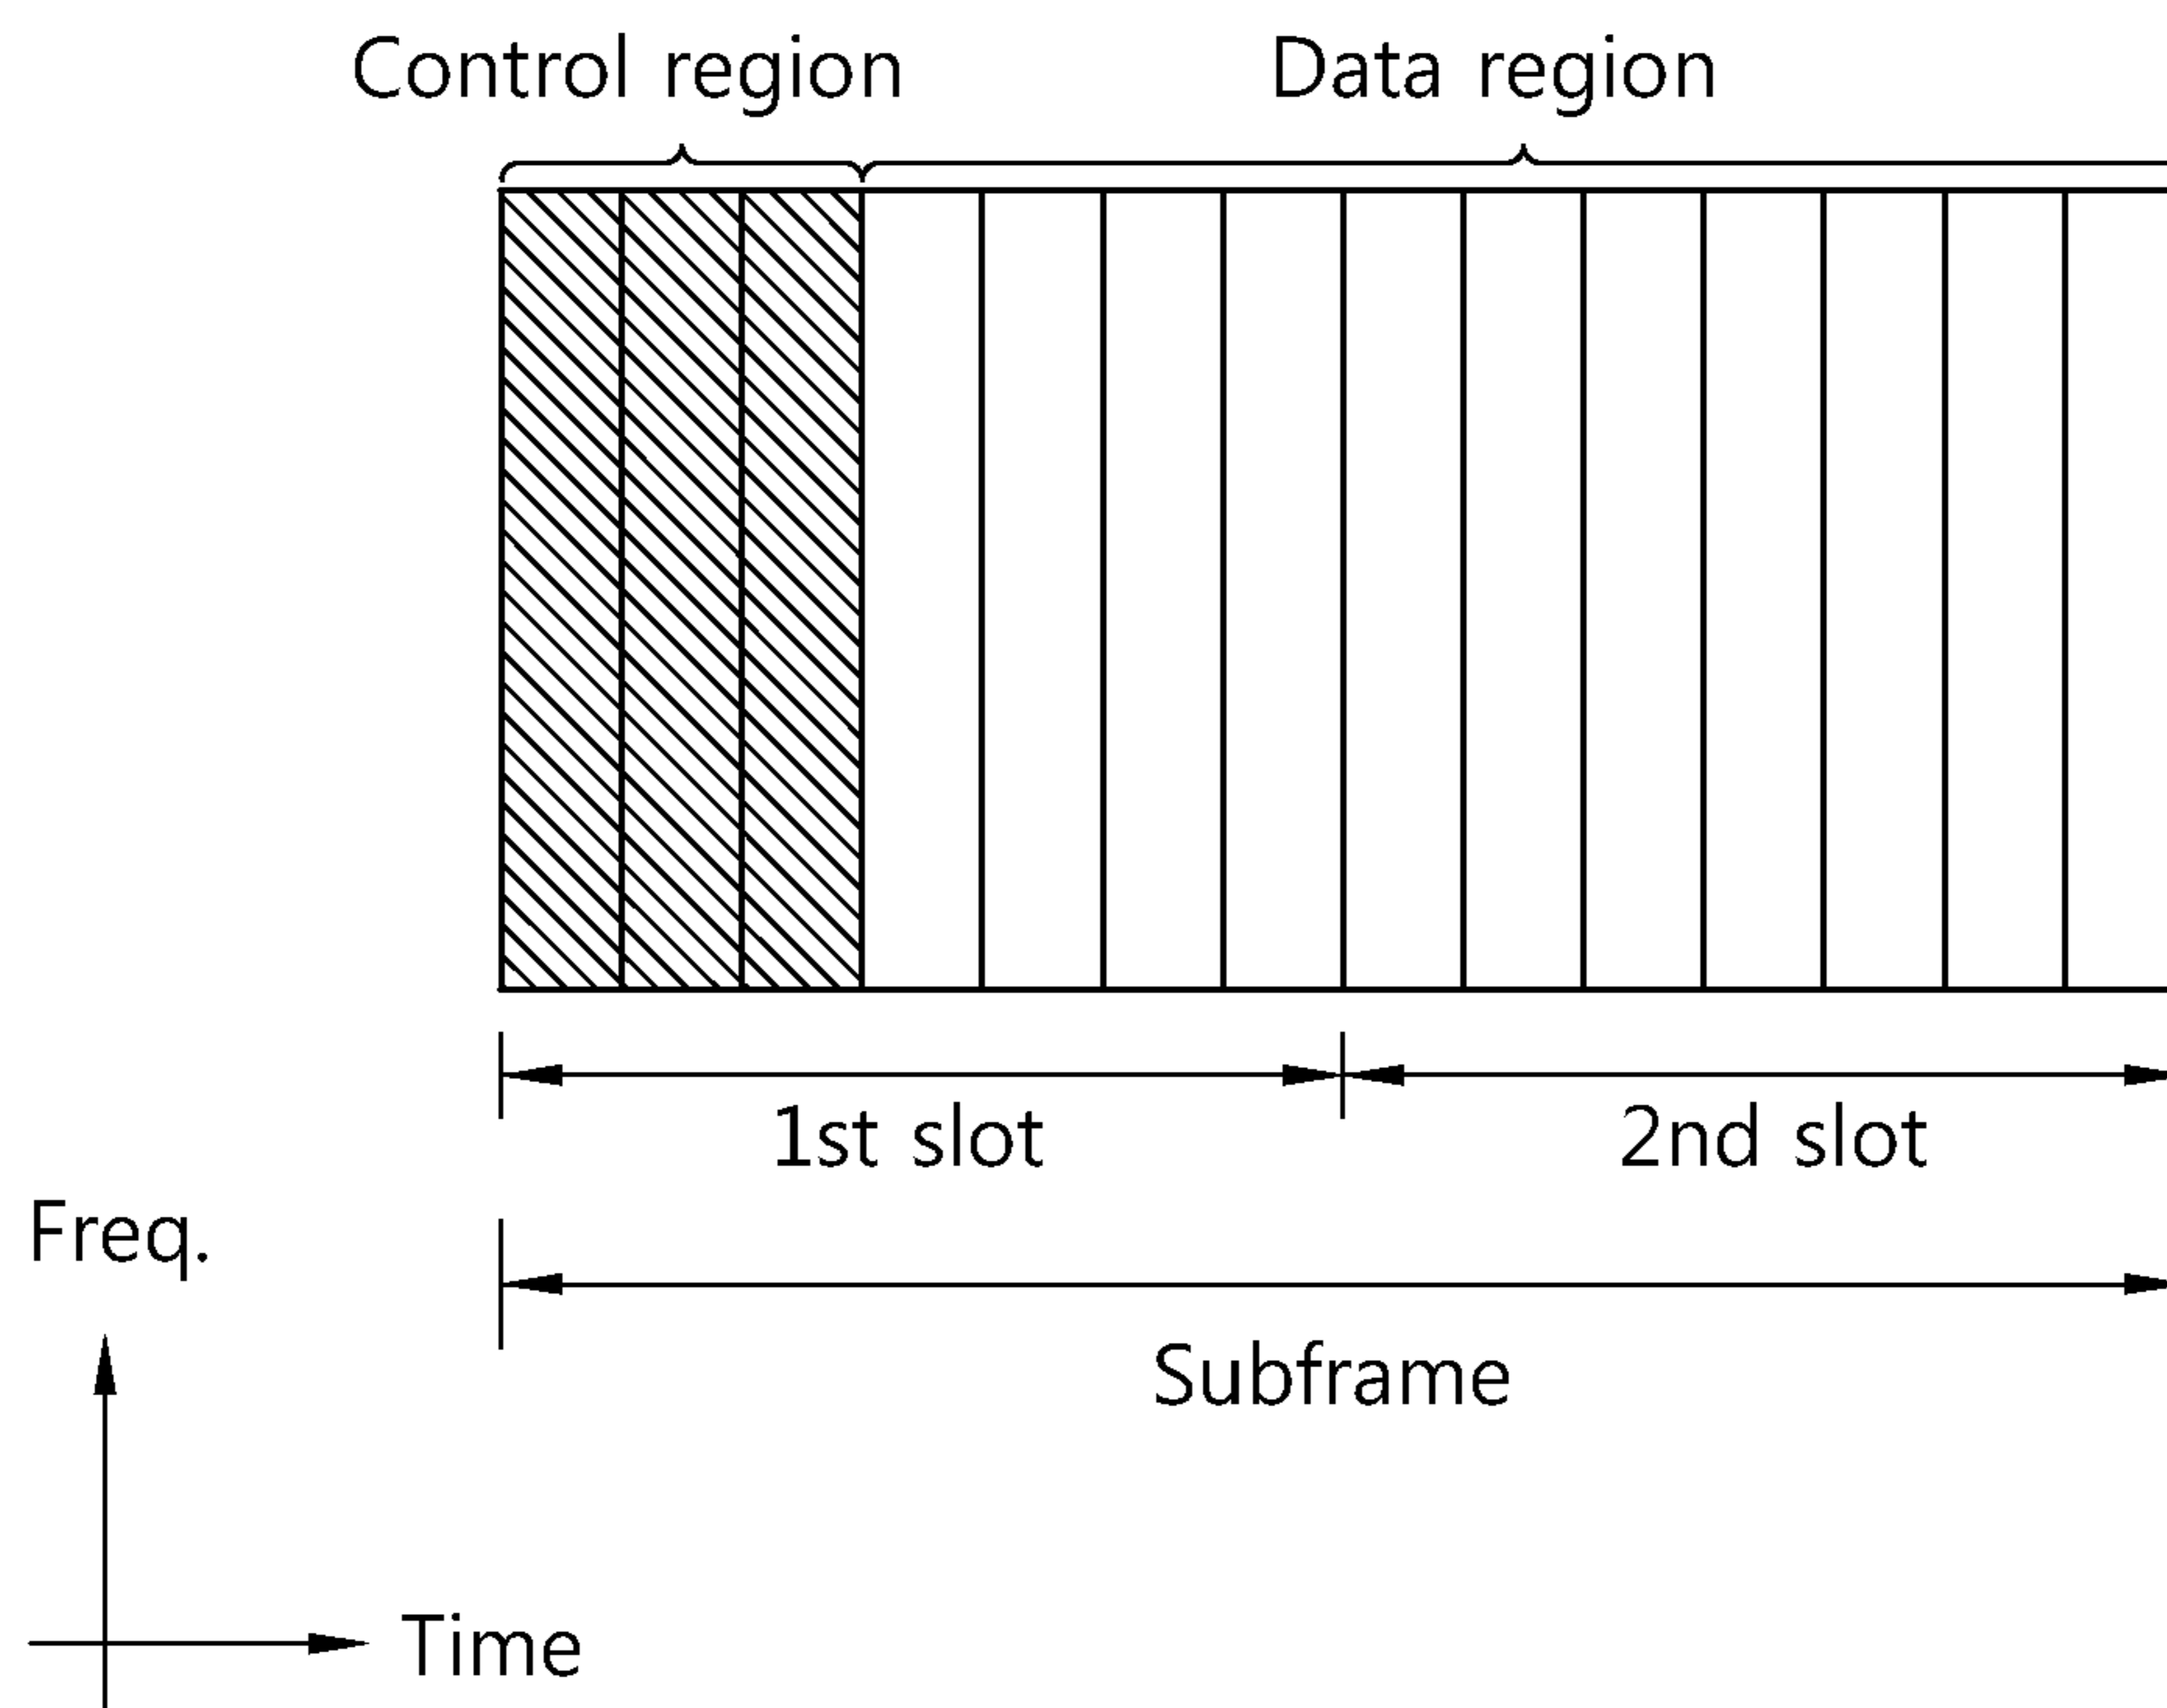 Control region
Data region
1st slot
2nd slot
Freq.
Subframe
Time